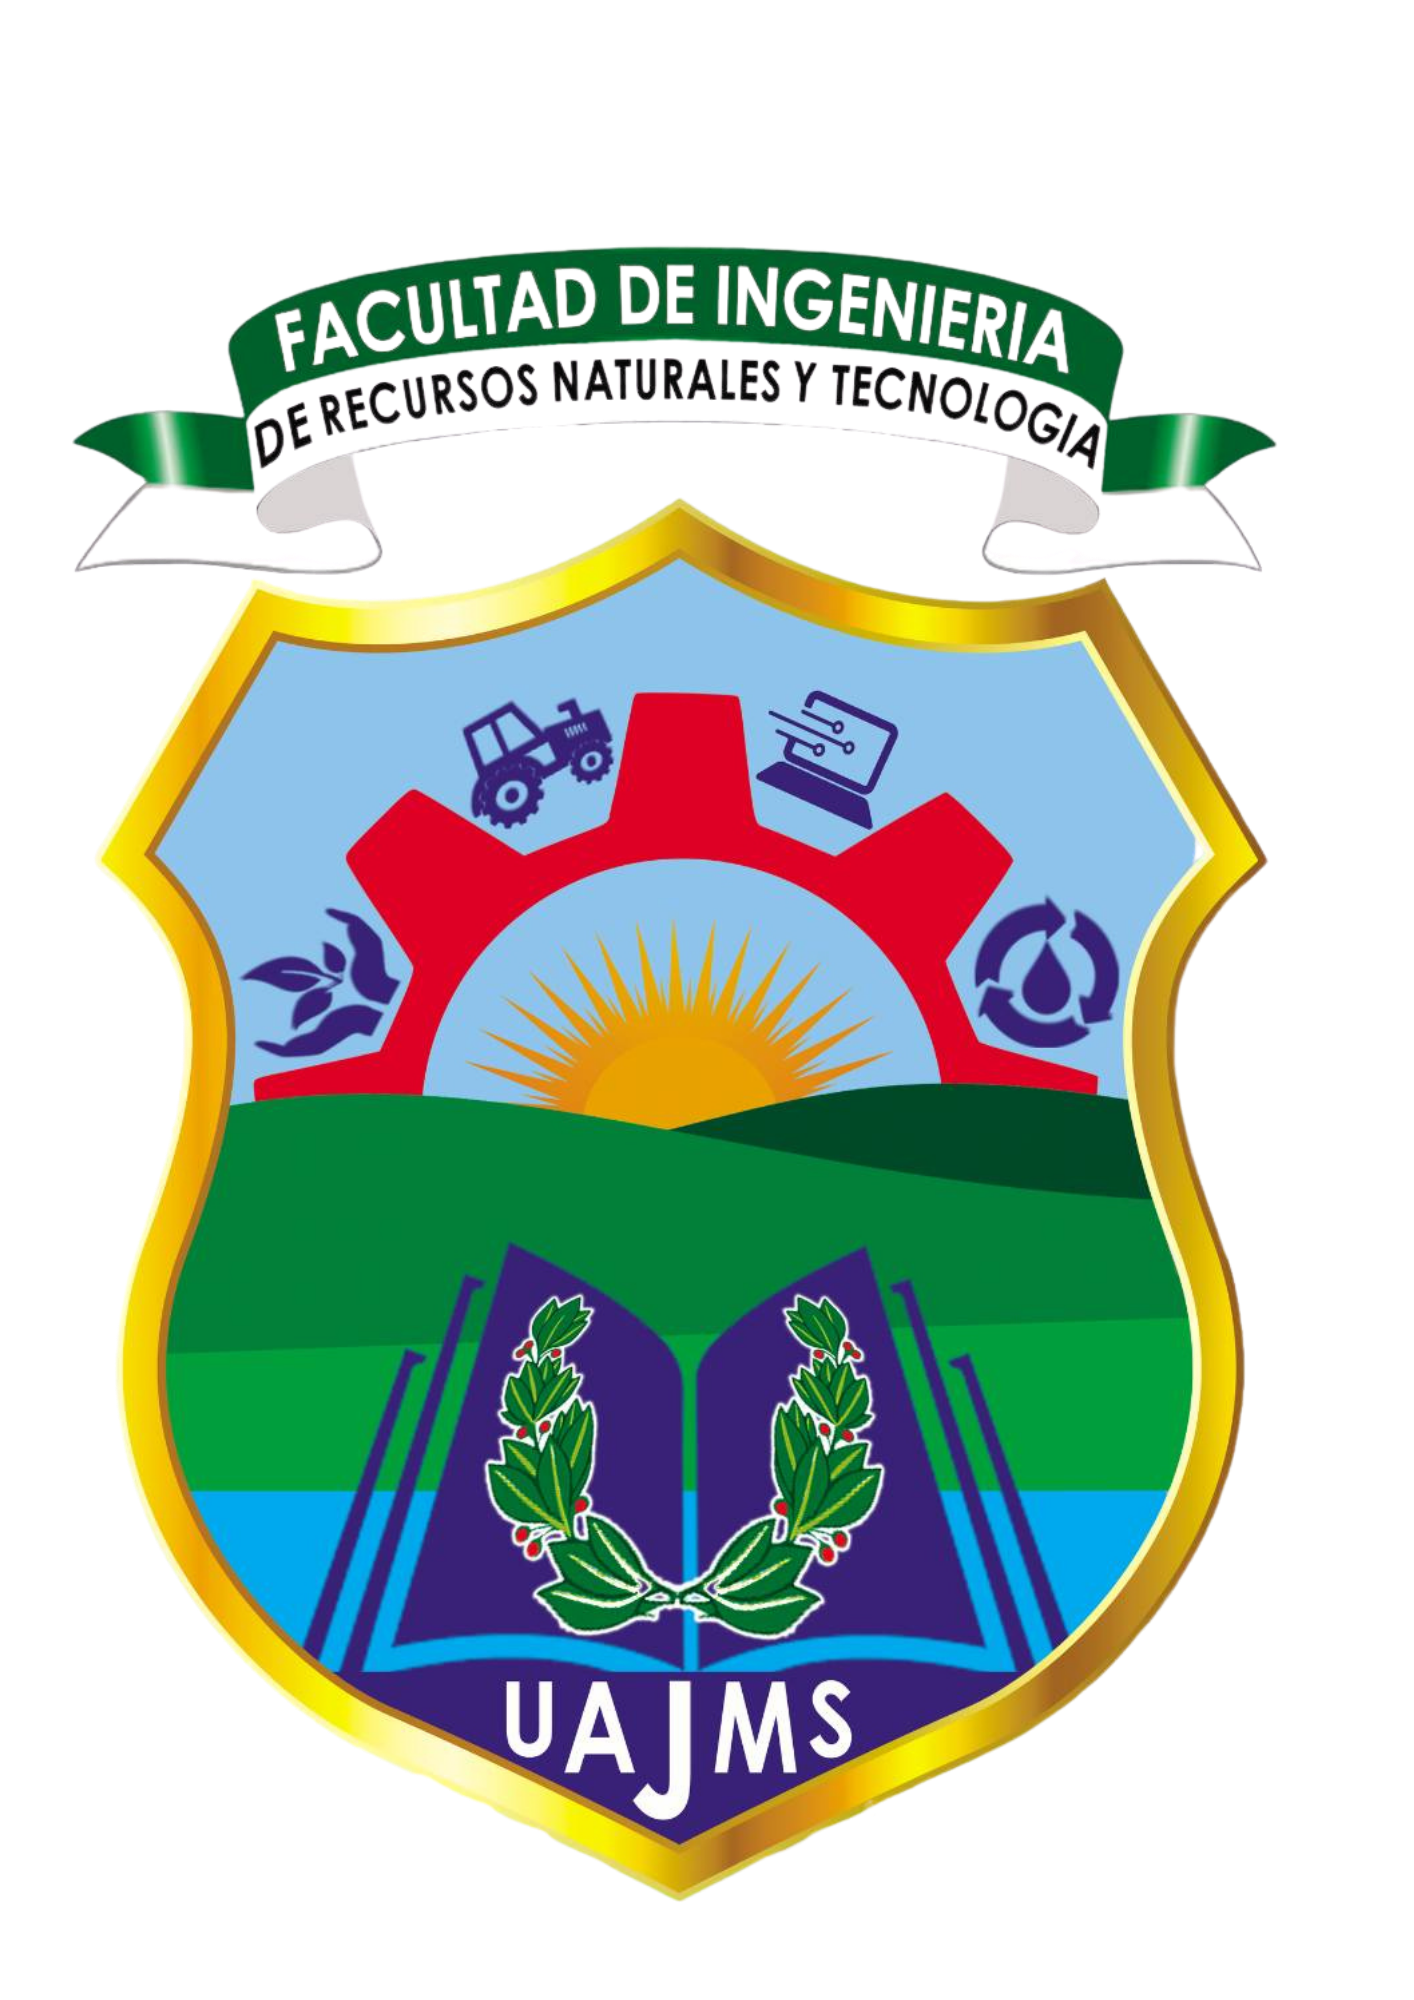 FACULTAD DE INGENIERIA
DE RECURSOS NATURALES Y TECNOLOGIA
UAJMS